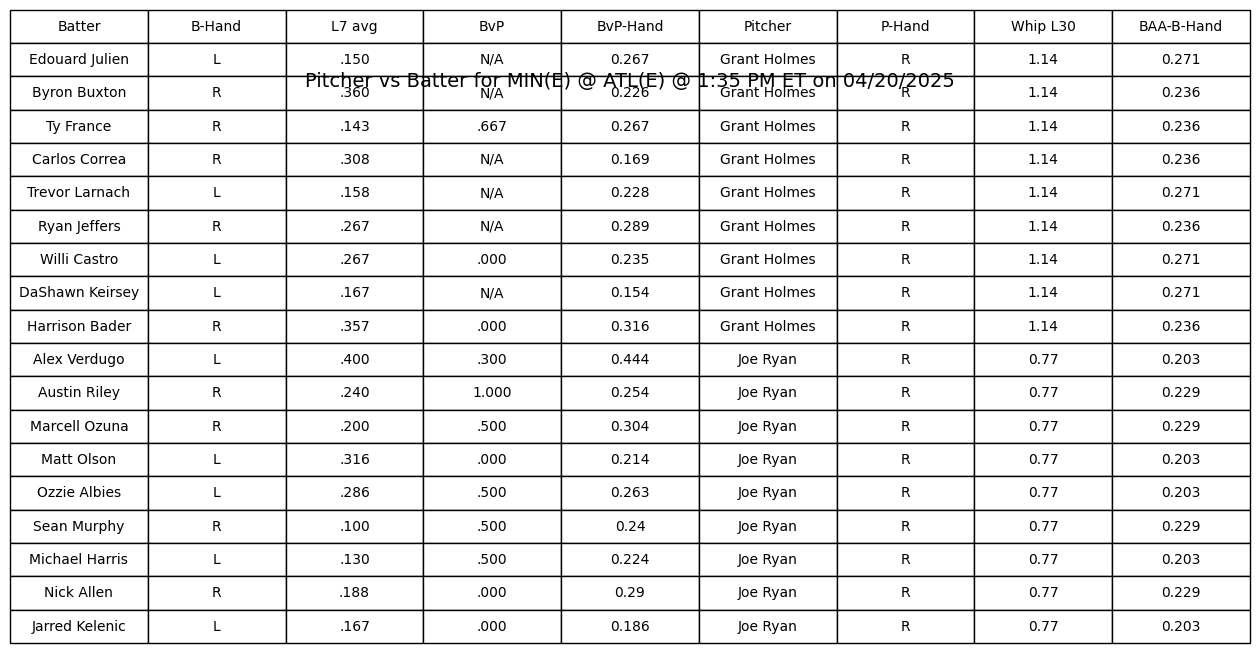 Batter B-Hand L7 avg BvP BvP-Hand Pitcher P-Hand Whip L30 BAA-B-Hand
Edouard Julien L .150 N/A 0.267 Grant Holmes R 1.14 0.271
Pitcher vs Batter for MIN(E) @ ATL(E) @ 1:35 PM ET on 04/20/2025
Byron Buxton R .360 N/A 0.226 Grant Holmes R 1.14 0.236
Ty France R .143 .667 0.267 Grant Holmes R 1.14 0.236
Carlos Correa R .308 N/A 0.169 Grant Holmes R 1.14 0.236
Trevor Larnach L .158 N/A 0.228 Grant Holmes R 1.14 0.271
Ryan Jeffers R .267 N/A 0.289 Grant Holmes R 1.14 0.236
Willi Castro L .267 .000 0.235 Grant Holmes R 1.14 0.271
DaShawn Keirsey L .167 N/A 0.154 Grant Holmes R 1.14 0.271
Harrison Bader R .357 .000 0.316 Grant Holmes R 1.14 0.236
Alex Verdugo L .400 .300 0.444 Joe Ryan R 0.77 0.203
Austin Riley R .240 1.000 0.254 Joe Ryan R 0.77 0.229
Marcell Ozuna R .200 .500 0.304 Joe Ryan R 0.77 0.229
Matt Olson L .316 .000 0.214 Joe Ryan R 0.77 0.203
Ozzie Albies L .286 .500 0.263 Joe Ryan R 0.77 0.203
Sean Murphy R .100 .500 0.24 Joe Ryan R 0.77 0.229
Michael Harris L .130 .500 0.224 Joe Ryan R 0.77 0.203
Nick Allen R .188 .000 0.29 Joe Ryan R 0.77 0.229
Jarred Kelenic L .167 .000 0.186 Joe Ryan R 0.77 0.203